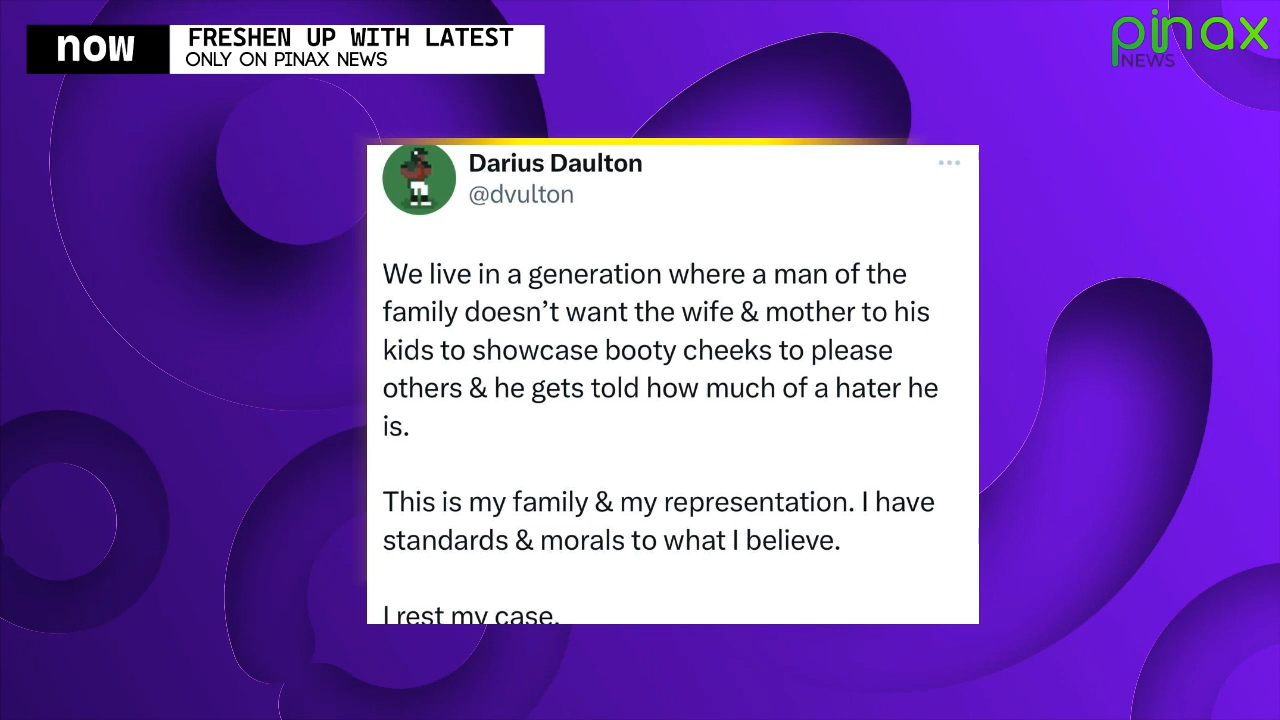 now
FRESHEN UP WITH LATEST
ONLY ON PINAX NEWS
pinax
NEWS
Darius Daulton
@dvulton
We live in a generation where a man of the
family doesn’t want the wife & mother to his
kids to showcase booty cheeks to please
others & he gets told how much of a hater he
is.
This is my family & my representation. I have
standards & morals to what I believe.
I rest my case.